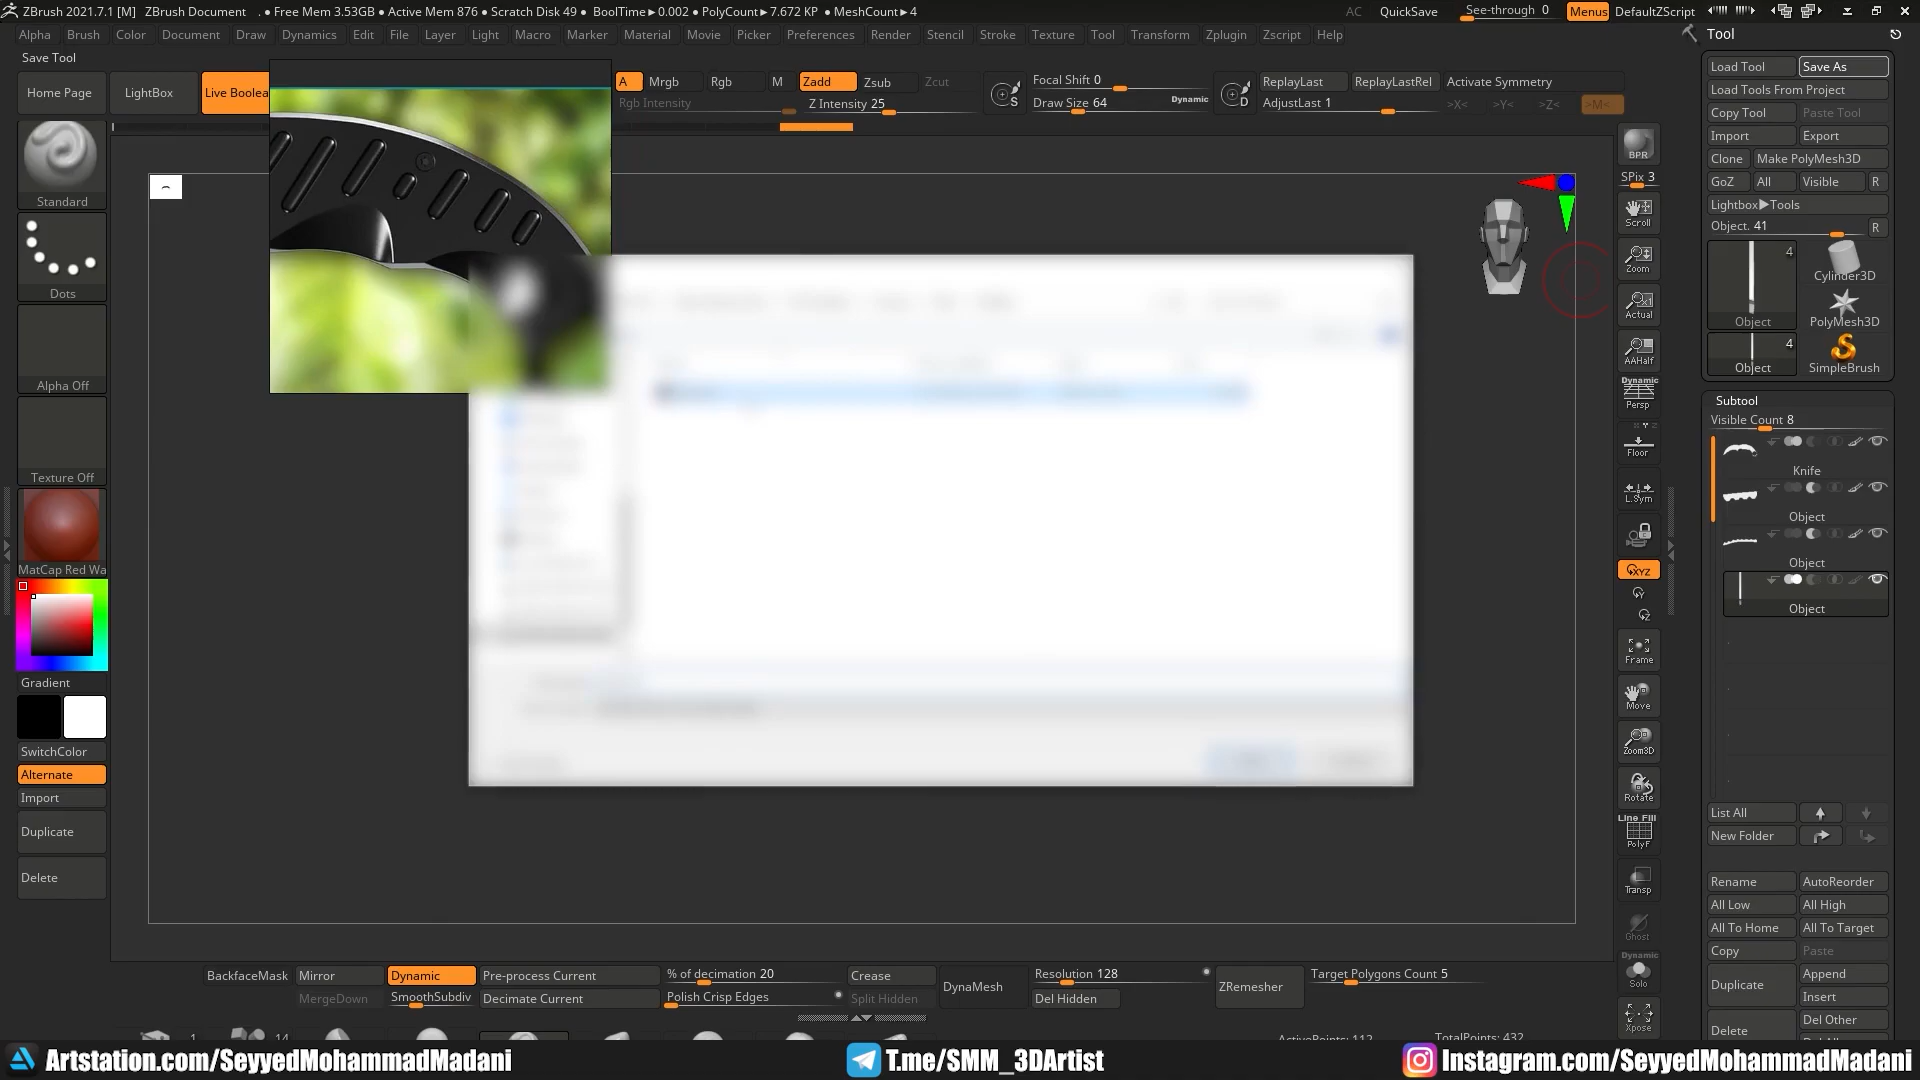 ZBrush 2021.7.1 [M] ZBrush Document . ● Free Mem 3.53GB ● Active Mem 876 ● Scratch Disk 49 ● BoolTime►0.002 ● PolyCount►7.672 KP ● MeshCount►4 AC QuickSave See-through 0 Menus DefaultZScript
Alpha Brush Color Document Draw Dynamics Edit File Layer Light Macro Marker Material Movie Picker Preferences Render Stencil Stroke Texture Tool Transform Zplugin Zscript Help
Save Tool
Home Page LightBox Live Boolea
A Mrgb Rgb M Zadd Zsub Zcut
Rgb Intensity Z Intensity 25
S Focal Shift 0
Draw Size 64 Dynamic
D ReplayLast ReplayLastRel Activate Symmetry
AdjustLast 1 >X< >Y< >Z< >M<
Standard
Dots
Alpha Off
Texture Off
MatCap Red Wa
Gradient
SwitchColor
Alternate
Import
Duplicate
Delete
BPR
SPix 3
Scroll
Zoom
Actual
AAHalf
Dynamic
Persp
Floor
L.Sym
XYZ
Y
Z
Frame
Move
Zoom3D
Rotate
Line Fill
PolyF
Transp
Ghost
Dynamic
Solo
Xpose
Tool
Load Tool Save As
Load Tools From Project
Copy Tool Paste Tool
Import Export
Clone Make PolyMesh3D
GoZ All Visible R
Lightbox►Tools
Object. 41 R
4
Object
Cylinder3D
PolyMesh3D
4
Object
SimpleBrush
Subtool
Visible Count 8
Knife
Object
Object
Object
List All
New Folder
Rename AutoReorder
All Low All High
All To Home All To Target
Copy Paste
Duplicate Append
Insert
Delete Del Other
BackfaceMask Mirror Dynamic Pre-process Current % of decimation 20 Crease DynaMesh Resolution 128 ZRemesher Target Polygons Count 5
MergeDown SmoothSubdiv Decimate Current Polish Crisp Edges Split Hidden Del Hidden
1 14 ActivePoints: 112 TotalPoints: 432
Artstation.com/SeyyedMohammadMadani T.me/SMM_3DArtist Instagram.com/SeyyedMohammadMadani